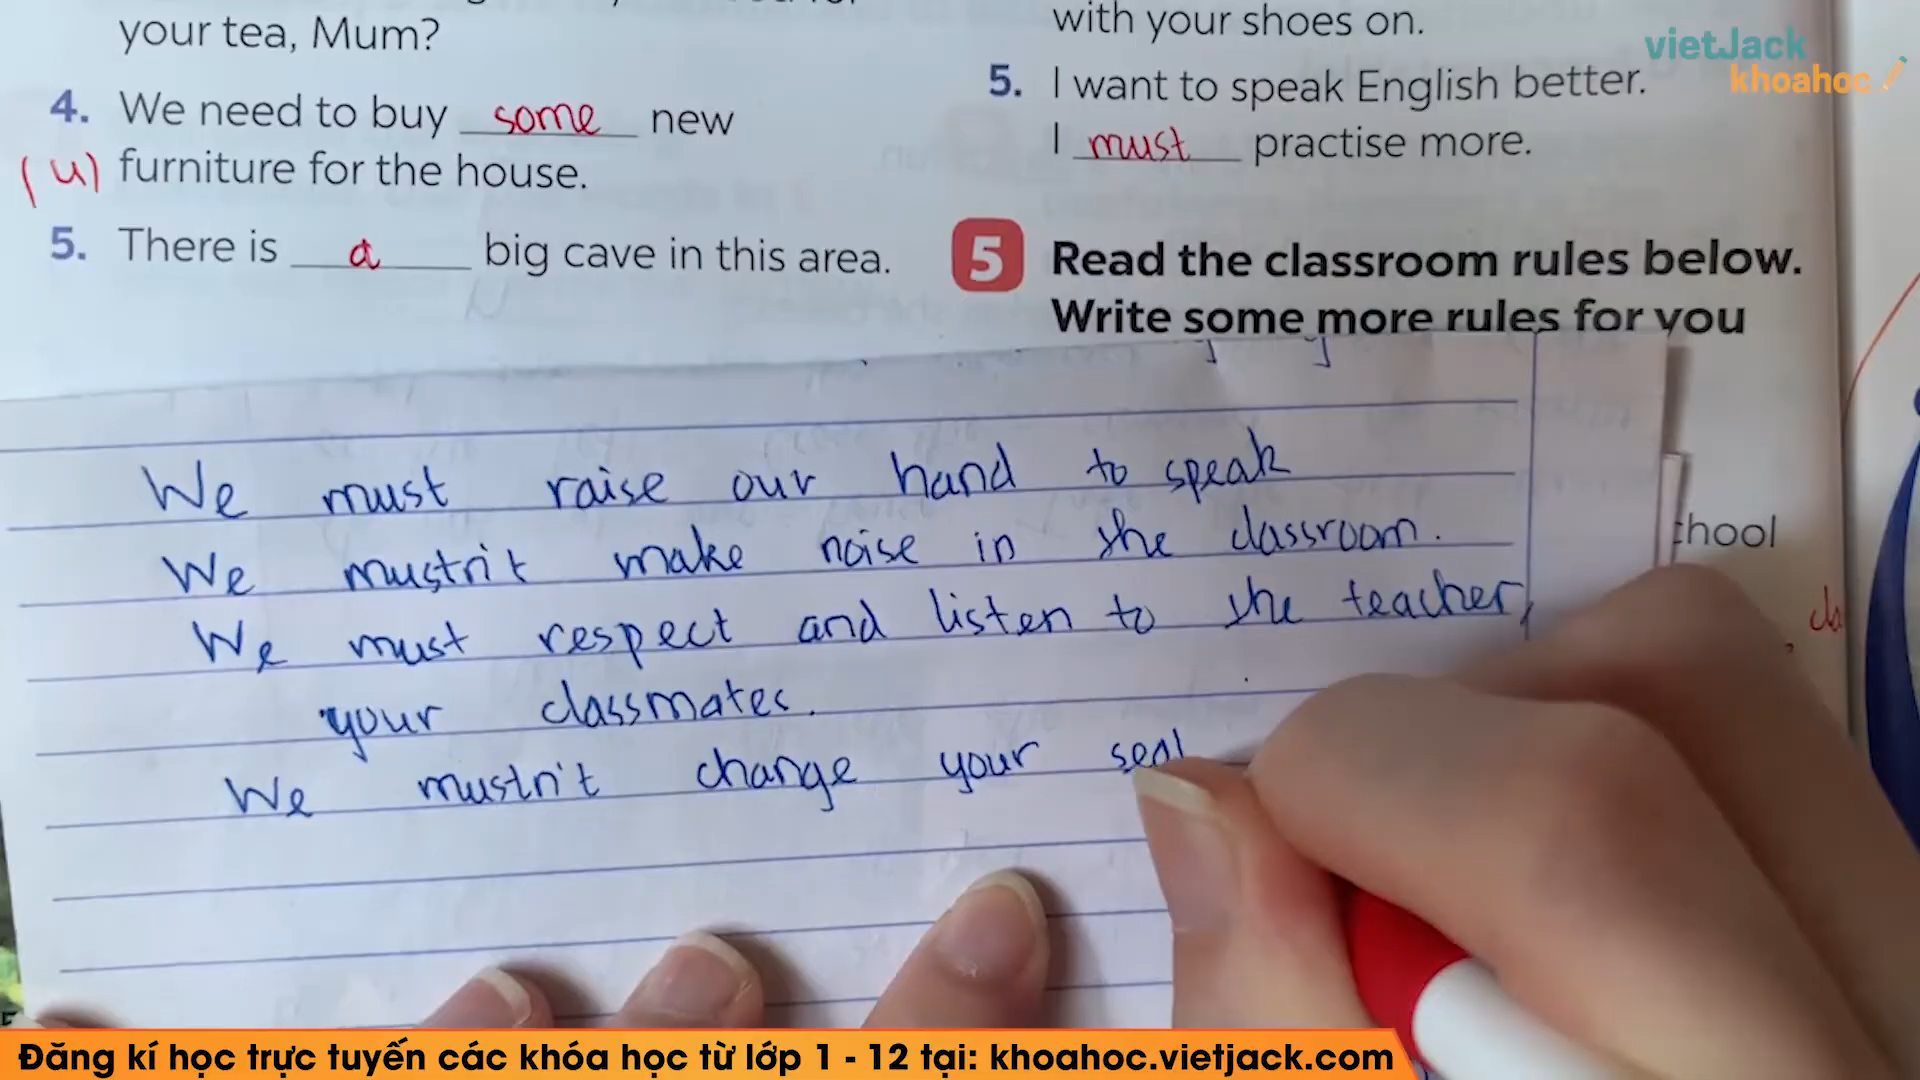 your tea, Mum?
4. We need to buy some new
(u) furniture for the house.
5. There is a big cave in this area.
with your shoes on.
5. I want to speak English better.
I must practise more.
5 Read the classroom rules below.
Write some more rules for you
vietJack
khoahoc
We must raise our hand to speak
We mustn't make noise in the classroom.
We must respect and listen to the teacher,
your classmates.
We mustn't change your seat
chool
Đăng kí học trực tuyến các khóa học từ lớp 1 - 12 tại: khoahoc.vietjack.com